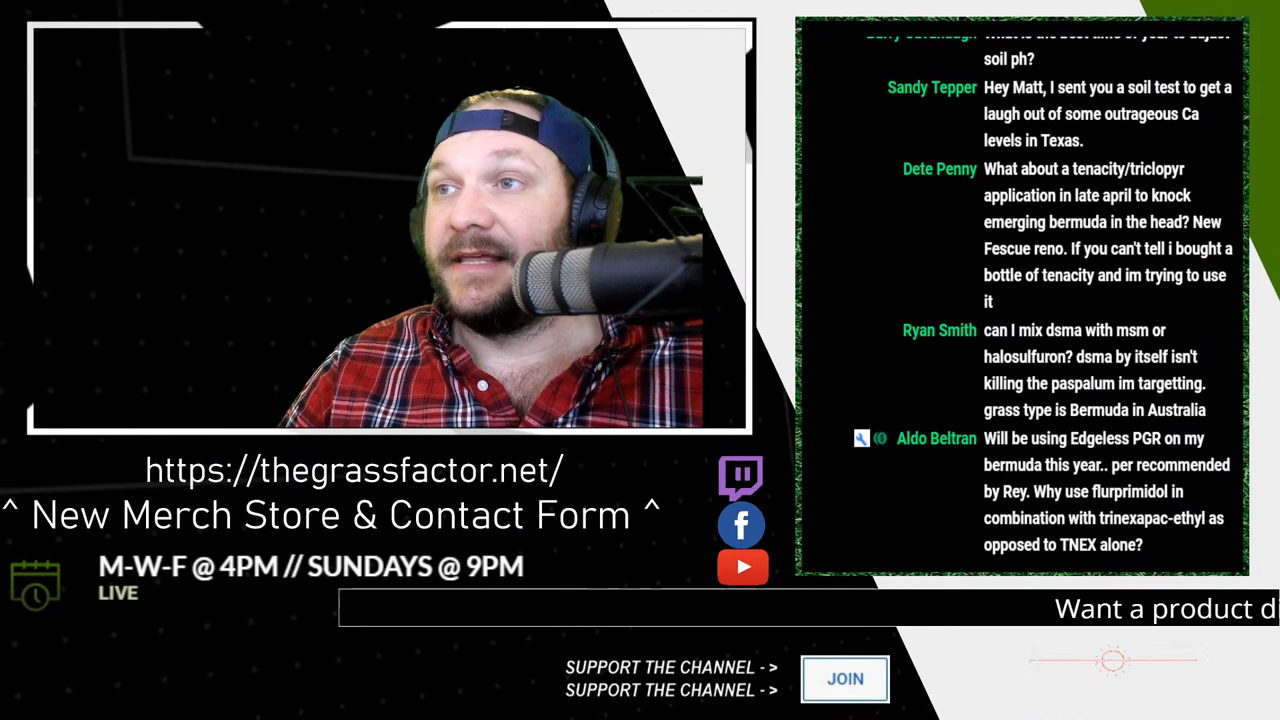 soil ph?
Sandy Tepper Hey Matt, I sent you a soil test to get a
laugh out of some outrageous Ca
levels in Texas.
Dete Penny What about a tenacity/triclopyr
application in late april to knock
emerging bermuda in the head? New
Fescue reno. If you can't tell i bought a
bottle of tenacity and im trying to use
it
Ryan Smith can I mix dsma with msm or
halosulfuron? dsma by itself isn't
killing the paspalum im targetting.
grass type is Bermuda in Australia
Aldo Beltran Will be using Edgeless PGR on my
bermuda this year.. per recommended
by Rey. Why use flurprimidol in
combination with trinexapac-ethyl as
opposed to TNEX alone?
https://thegrassfactor.net/
^ New Merch Store & Contact Form ^
M-W-F @ 4PM // SUNDAYS @ 9PM
LIVE
Want a product di
SUPPORT THE CHANNEL - >
SUPPORT THE CHANNEL - >
JOIN